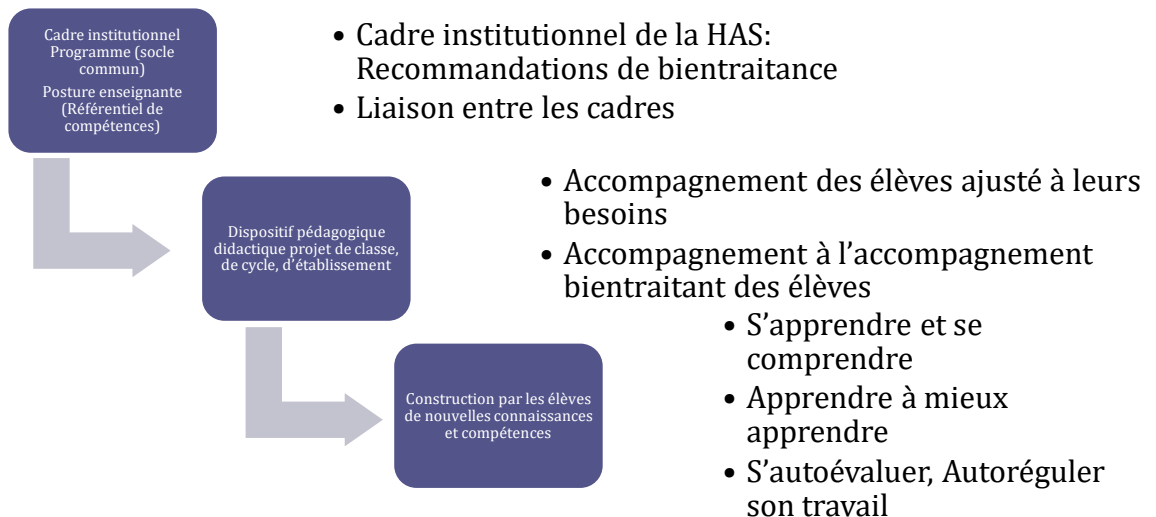 Cadre institutionnel
Programme (socle
commun)
Posture enseignante
(Référentiel de
compétences)
• Cadre institutionnel de la HAS:
Recommandations de bientraitance
• Liaison entre les cadres
Dispositif pédagogique
didactique projet de classe,
de cycle, d’établissement
• Accompagnement des élèves ajusté à leurs
besoins
• Accompagnement à l’accompagnement
bientraitant des élèves
Construction par les élèves
de nouvelles connaissances
et compétences
• S’apprendre et se
comprendre
• Apprendre à mieux
apprendre
• S’autoévaluer, Autoréguler
son travail